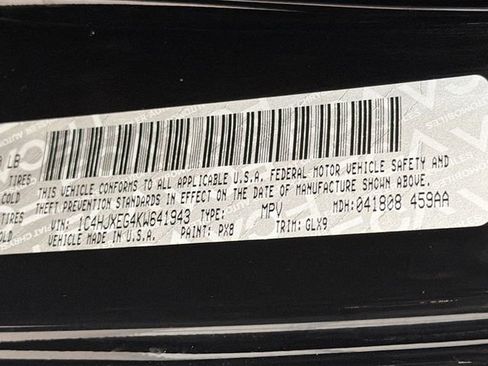 LB
TIRES
COLD
TIRES
COLD
THIS VEHICLE CONFORMS TO ALL APPLICABLE U.S.A. FEDERAL MOTOR VEHICLE SAFETY AND
THEFT PREVENTION STANDARDS IN EFFECT ON THE DATE OF MANUFACTURE SHOWN ABOVE.
VIN: 1C4HJXEG4KW641943 TYPE: MPV MDH: 041808 459AA
VEHICLE MADE IN U.S.A. PAINT: PX8 TRIM: GLX9